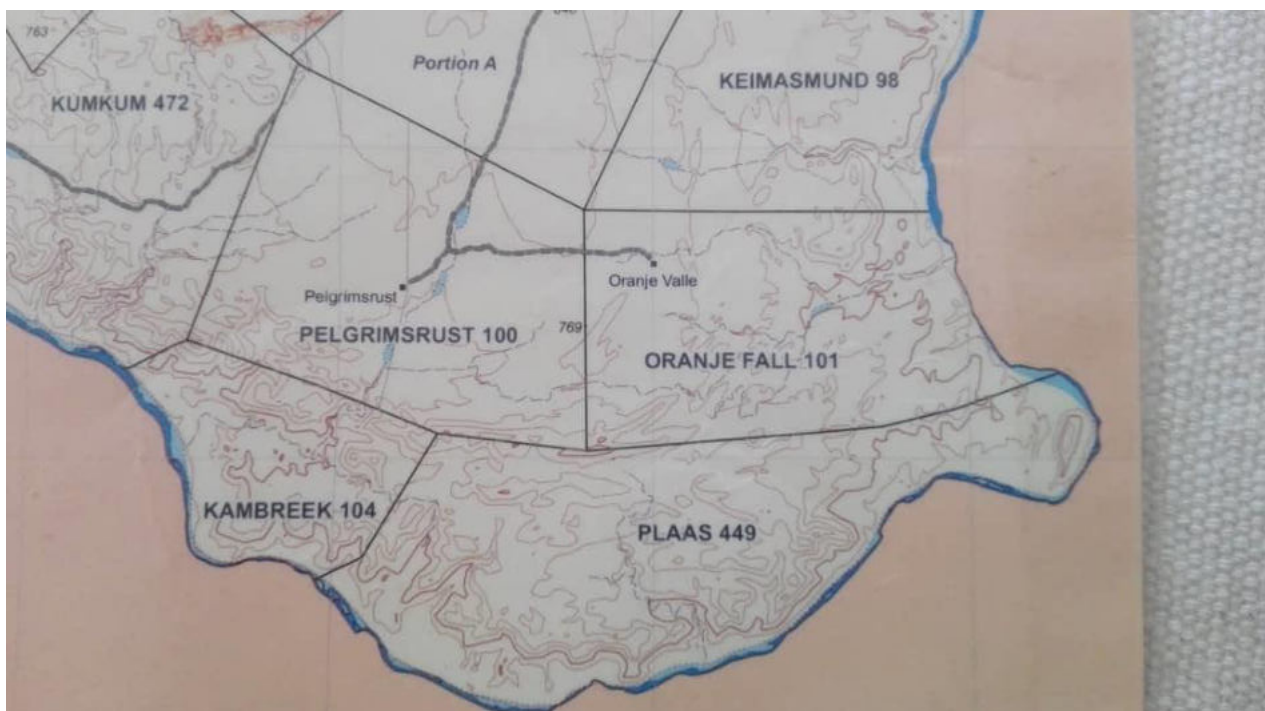 763
Portion A
KEIMASMUND 98
KUMKUM 472
Oranje Valle
Pelgrimsrust
769
PELGRIMSRUST 100
ORANJE FALL 101
KAMBREEK 104
PLAAS 449